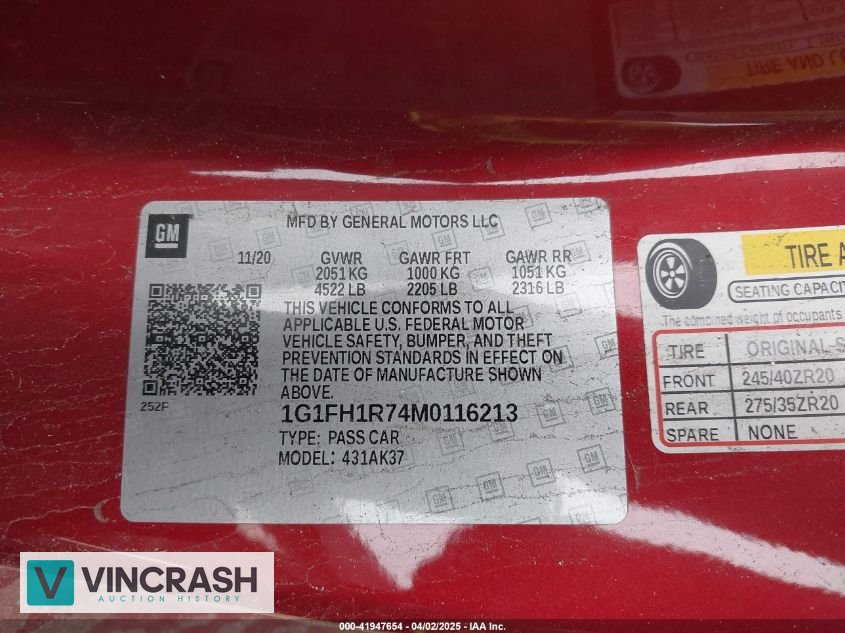 GM
MFD BY GENERAL MOTORS LLC
11/20 GVWR GAWR FRT GAWR RR
2051 KG 1000 KG 1051 KG
4522 LB 2205 LB 2316 LB
THIS VEHICLE CONFORMS TO ALL
APPLICABLE U.S. FEDERAL MOTOR
VEHICLE SAFETY, BUMPER, AND THEFT
PREVENTION STANDARDS IN EFFECT ON
THE DATE OF MANUFACTURE SHOWN
ABOVE.
252F
1G1FH1R74M0116213
TYPE: PASS CAR
MODEL: 431AK37
TIRE A
SEATING CAPACI
The combined weight of occupants
TIRE ORIGINAL S
FRONT 245/40ZR20
REAR 275/35ZR20
SPARE NONE
TIRE AND
V VINCRASH
AUCTION HISTORY
000-41947654 - 04/02/2025 - IAA Inc.